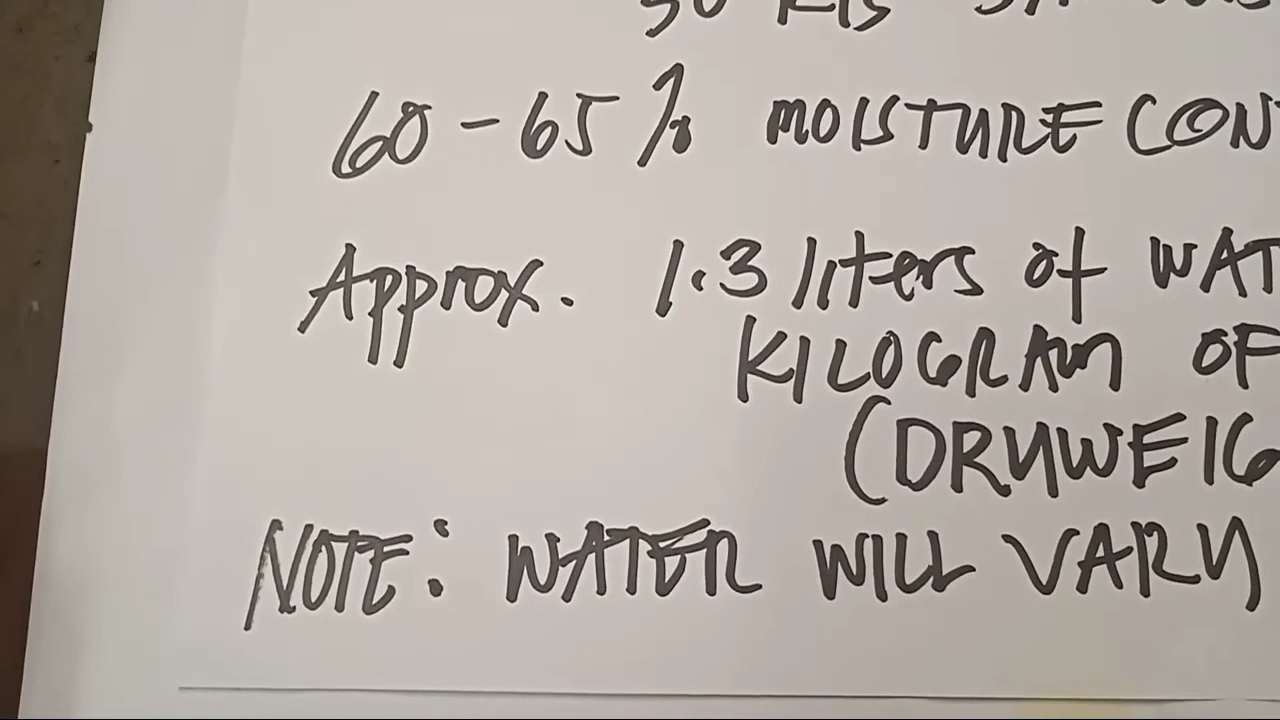 60-65% MOISTURE CON
Approx. 1.3 liters of WAT
KILOGRAM OF
(DRYWEIG
NOTE: WATER WILL VARY